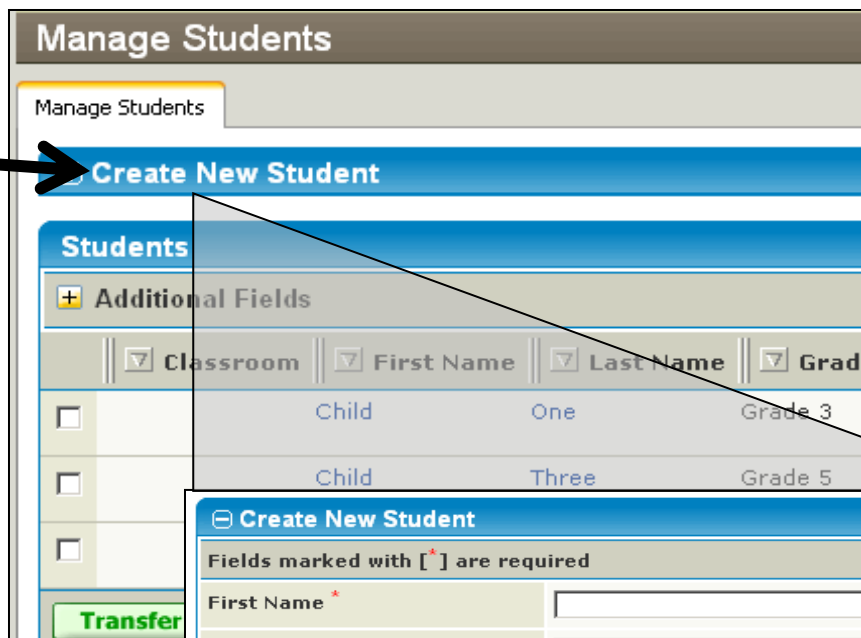 Manage Students
Manage Students
Create New Student
Students
Additional Fields
Classroom First Name Last Name Grad
Child One Grade 3
Child Three Grade 5
Create New Student
Fields marked with [*] are required
First Name *
Transfer